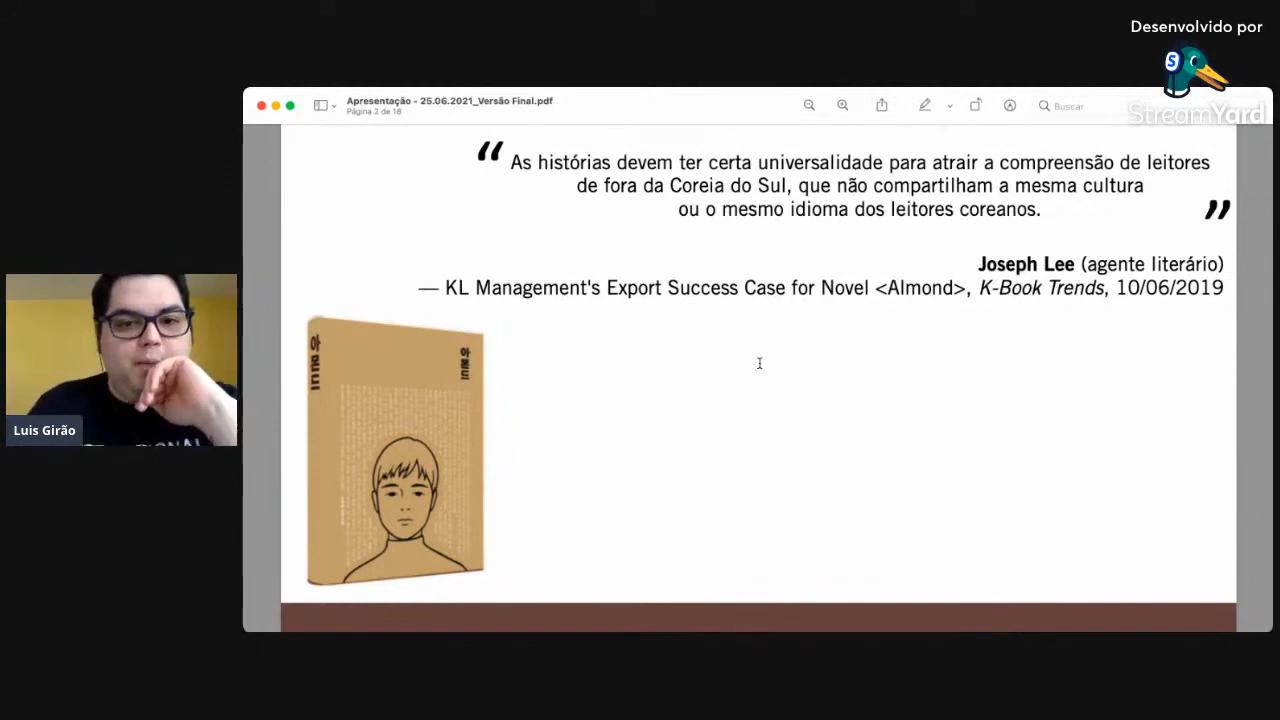 Desenvolvido por
S
StreamYard
Apresentação - 25.06.2021_Versão Final.pdf
Página 2 de 18
Buscar
“ As histórias devem ter certa universalidade para atrair a compreensão de leitores
de fora da Coreia do Sul, que não compartilham a mesma cultura
ou o mesmo idioma dos leitores coreanos. ”
Joseph Lee (agente literário)
— KL Management's Export Success Case for Novel <Almond>, K-Book Trends, 10/06/2019
Luis Girão